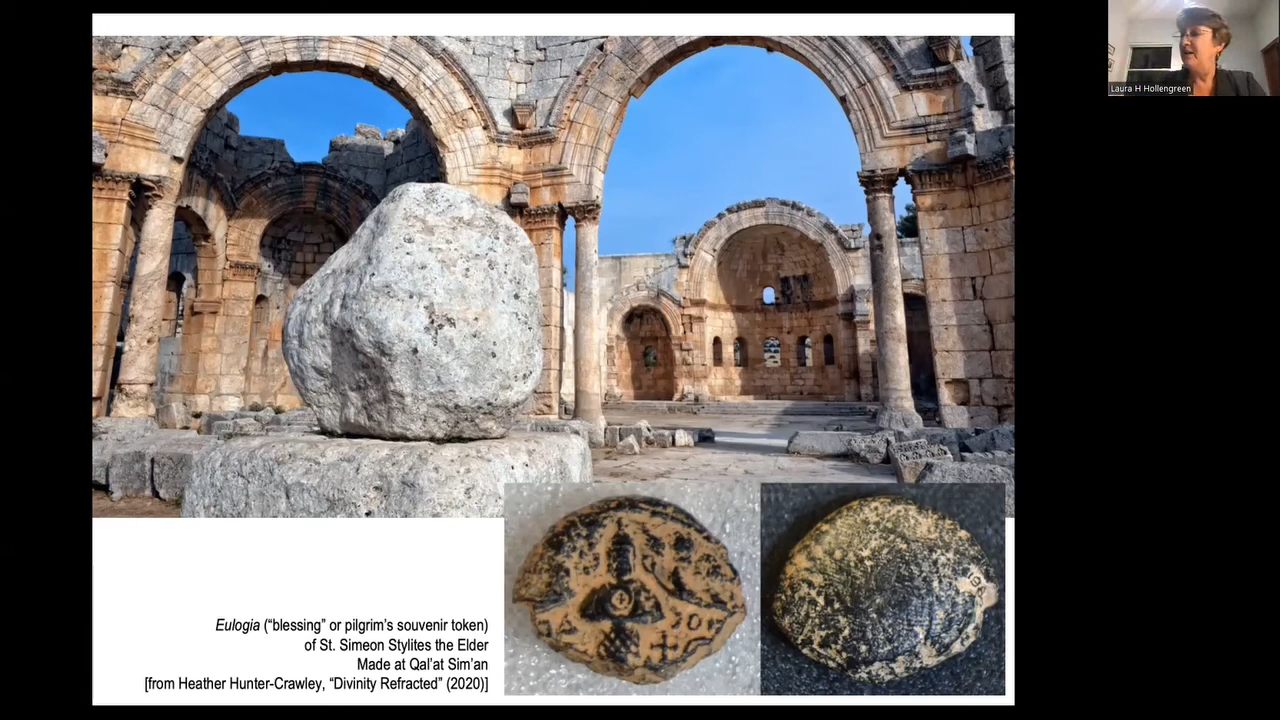 Laura H Hollengreen
Eulogia (“blessing” or pilgrim’s souvenir token)
of St. Simeon Stylites the Elder
Made at Qal’at Sim’an
[from Heather Hunter-Crawley, “Divinity Refracted” (2020)]